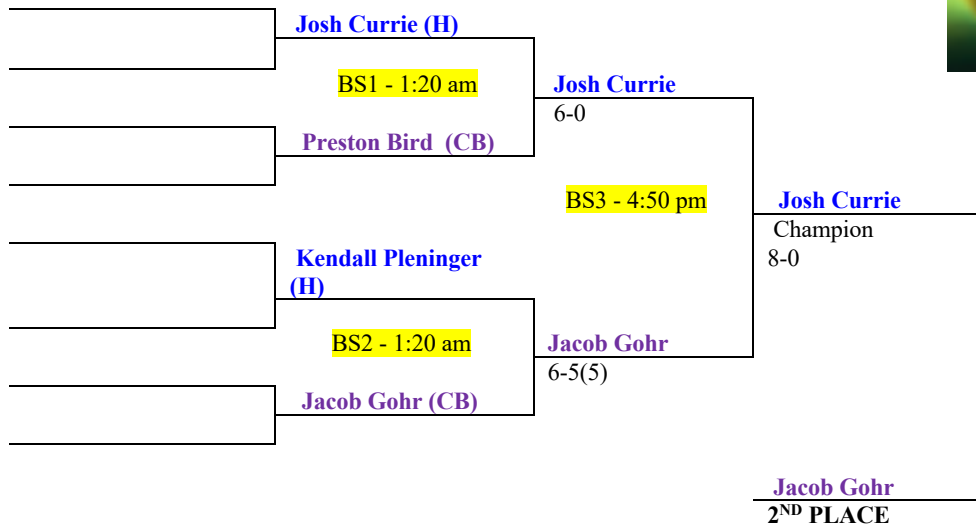 Josh Currie (H)
BS1 - 1:20 am
Josh Currie
6-0
Preston Bird (CB)
BS3 - 4:50 pm
Josh Currie
Champion
8-0
Kendall Pleninger
(H)
BS2 - 1:20 am
Jacob Gohr
6-5(5)
Jacob Gohr (CB)
Jacob Gohr
2ND PLACE